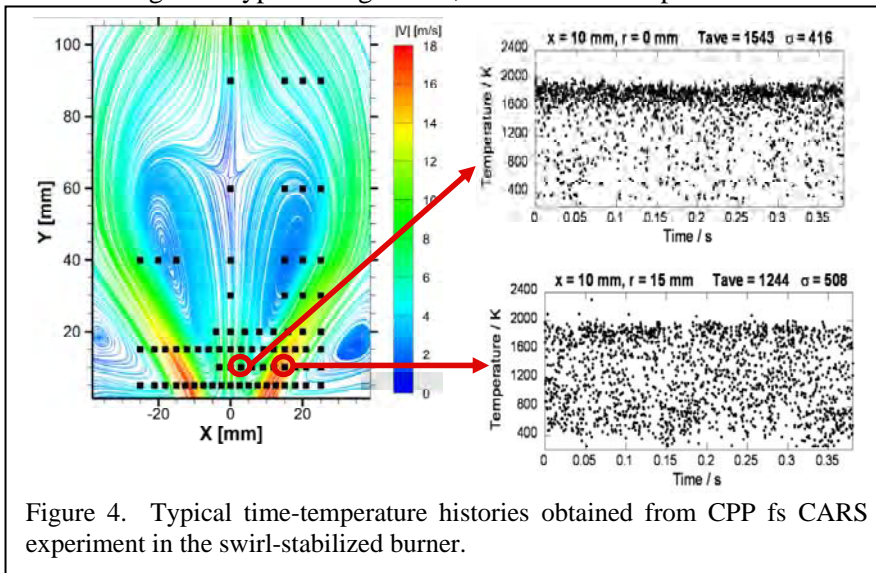 100
80
60
40
20
Y [mm]
-20 0 20
X [mm]
|V| [m/s]
18
16
14
12
10
8
6
4
2
0
x = 10 mm, r = 0 mm Tave = 1543 σ = 416
Temperature / K
2400
2000
1600
1200
800
400
0 0.05 0.1 0.15 0.2 0.25 0.3 0.35
Time / s
x = 10 mm, r = 15 mm Tave = 1244 σ = 508
Temperature / K
2400
2000
1600
1200
800
400
0 0.05 0.1 0.15 0.2 0.25 0.3 0.35
Time / s
Figure 4. Typical time-temperature histories obtained from CPP fs CARS
experiment in the swirl-stabilized burner.